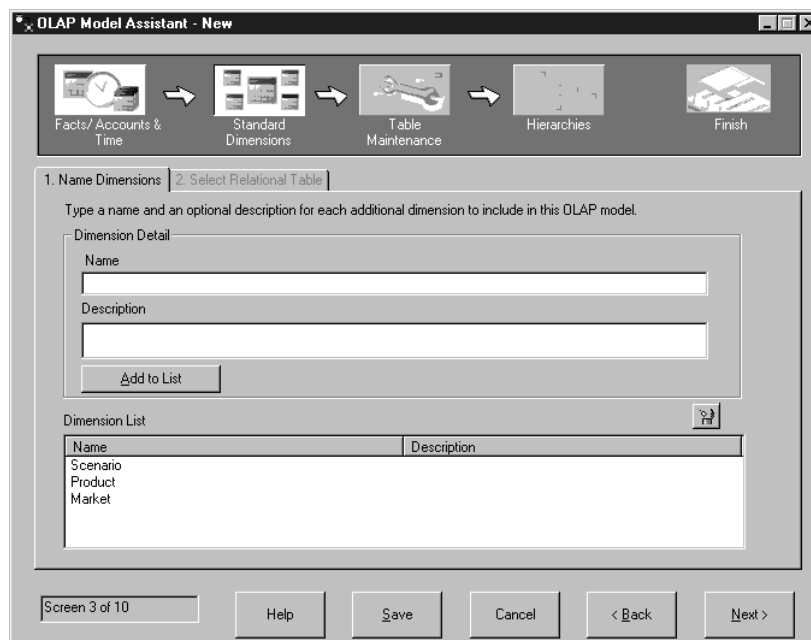 OLAP Model Assistant - New
Facts/Accounts &
Time
Standard
Dimensions
Table
Maintenance
Hierarchies
Finish
1. Name Dimensions
2. Select Relational Table
Type a name and an optional description for each additional dimension to include in this OLAP model.
Dimension Detail
Name
Description
Add to List
Dimension List
Name Description
Scenario
Product
Market
Screen 3 of 10
Help
Save
Cancel
< Back
Next >